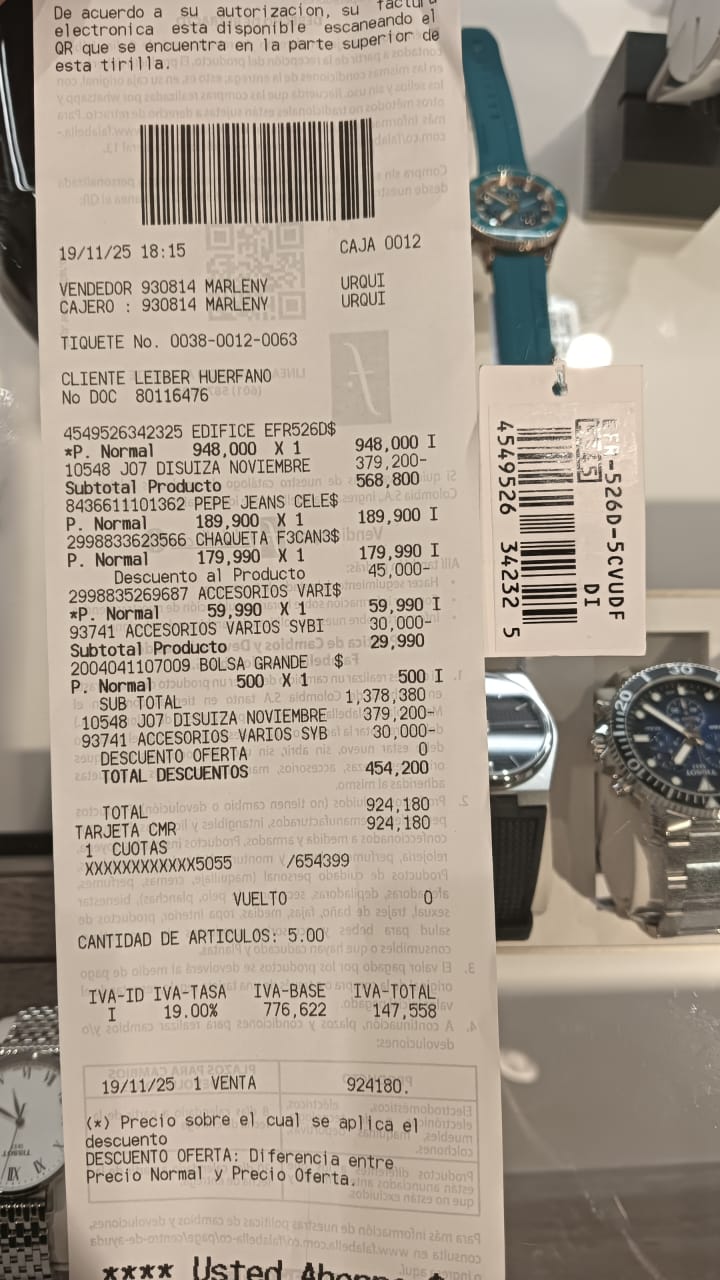 De acuerdo a su autorizacion, su factura
electronica esta disponible escaneando el
QR que se encuentra en la parte superior de
esta tirilla.
19/11/25 18:15 CAJA 0012
VENDEDOR 930814 MARLENY URQUI
CAJERO : 930814 MARLENY URQUI
TIQUETE No. 0038-0012-0063
CLIENTE LEIBER HUERFANO
No DOC 80116476
4549526342325 EDIFICE EFR526D$
*P. Normal 948,000 X 1 948,000 I
10548 J07 DISUIZA NOVIEMBRE 379,200-
Subtotal Producto 568,800
8436611101362 PEPE JEANS CELE$
P. Normal 189,900 X 1 189,900 I
2998833623566 CHAQUETA F3CAN3$
P. Normal 179,990 X 1 179,990 I
Descuento al Producto 45,000-
2998835269687 ACCESORIOS VARI$
*P. Normal 59,990 X 1 59,990 I
93741 ACCESORIOS VARIOS SYBI 30,000-
Subtotal Producto 29,990
2004041107009 BOLSA GRANDE $
P. Normal 500 X 1 500 I
SUB TOTAL 1,378,380
10548 J07 DISUIZA NOVIEMBRE 379,200-
93741 ACCESORIOS VARIOS SYB 30,000-
DESCUENTO OFERTA 0
TOTAL DESCUENTOS 454,200
TOTAL 924,180
TARJETA CMR 924,180
1 CUOTAS
XXXXXXXXXXXX5055 /654399
VUELTO 0
CANTIDAD DE ARTICULOS: 5.00
IVA-ID IVA-TASA IVA-BASE IVA-TOTAL
I 19.00% 776,622 147,558
19/11/25 1 VENTA 924180.
(*) Precio sobre el cual se aplica el
descuento
DESCUENTO OFERTA: Diferencia entre
Precio Normal y Precio Oferta.
**** Usted Ahorro
EFR-526D-5CVUDF
DI
4549526 34232 5
TISSOT